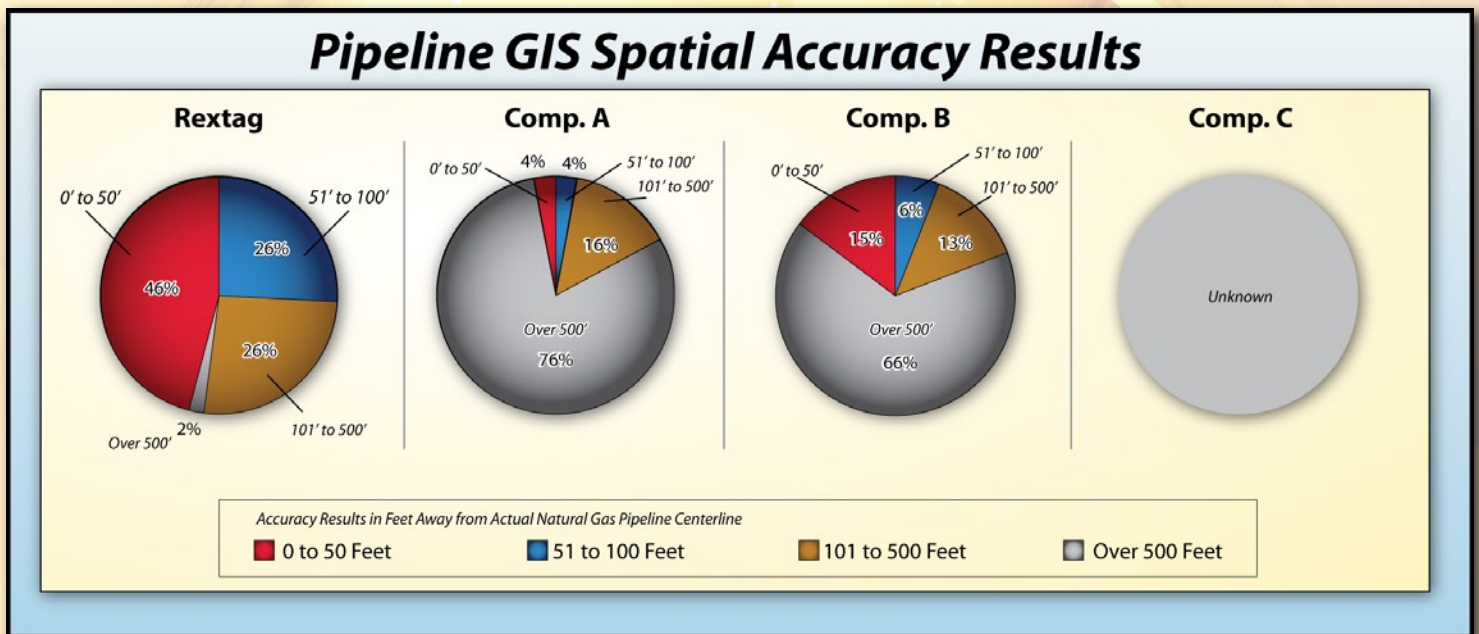 Pipeline GIS Spatial Accuracy Results
Rextag
0' to 50'
51' to 100'
46%
26%
26%
2%
Over 500'
101' to 500'
Comp. A
0' to 50'
4%
4%
51' to 100'
101' to 500'
16%
Over 500'
76%
Comp. B
0' to 50'
51' to 100'
101' to 500'
15%
6%
13%
Over 500'
66%
Comp. C
Unknown
Accuracy Results in Feet Away from Actual Natural Gas Pipeline Centerline
0 to 50 Feet
51 to 100 Feet
101 to 500 Feet
Over 500 Feet